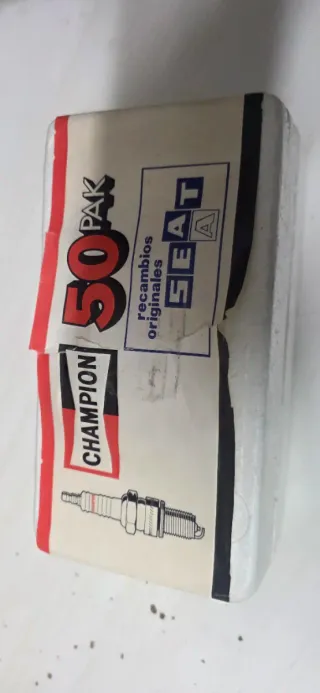 CHAMPION
50 PAK
recambios
originales
SEAT